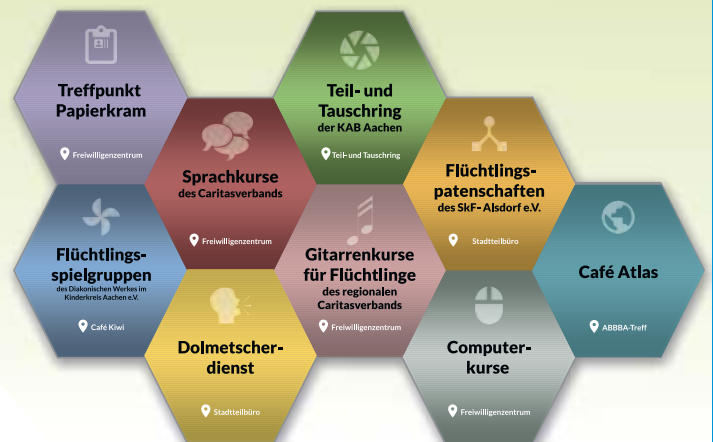 Treffpunkt
Papierkram
Freiwilligenzentrum
Teil- und
Tauschring
der KAB Aachen
Teil- und Tauschring
Sprachkurse
des Caritasverbands
Freiwilligenzentrum
Flüchtlings-
patenschaften
des SkF- Alsdorf e.V.
Stadtteilbüro
Flüchtlings-
spielgruppen
des Diakonischen Werkes im
Kinderkreis Aachen e.V.
Café Kiwi
Gitarrenkurse
für Flüchtlinge
des regionalen
Caritasverbands
Freiwilligenzentrum
Café Atlas
ABBBA-Treff
Dolmetscher-
dienst
Stadtteilbüro
Computer-
kurse
Freiwilligenzentrum